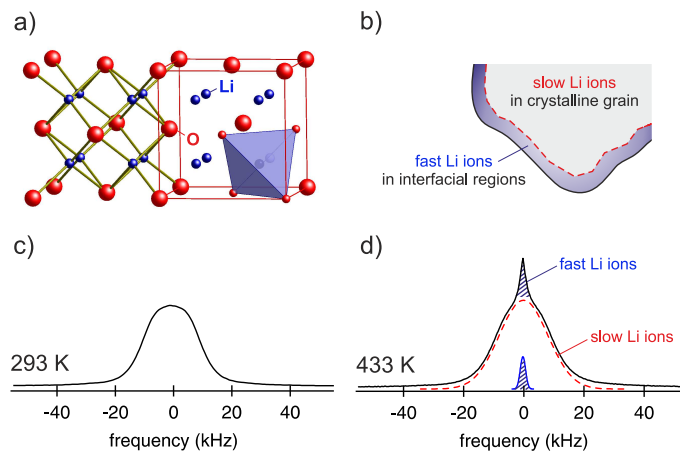 a)
Li
O
b)
slow Li ions
in crystalline grain
fast Li ions
in interfacial regions
c)
293 K
-40 -20 0 20 40
frequency (kHz)
d)
fast Li ions
slow Li ions
433 K
-40 -20 0 20 40
frequency (kHz)